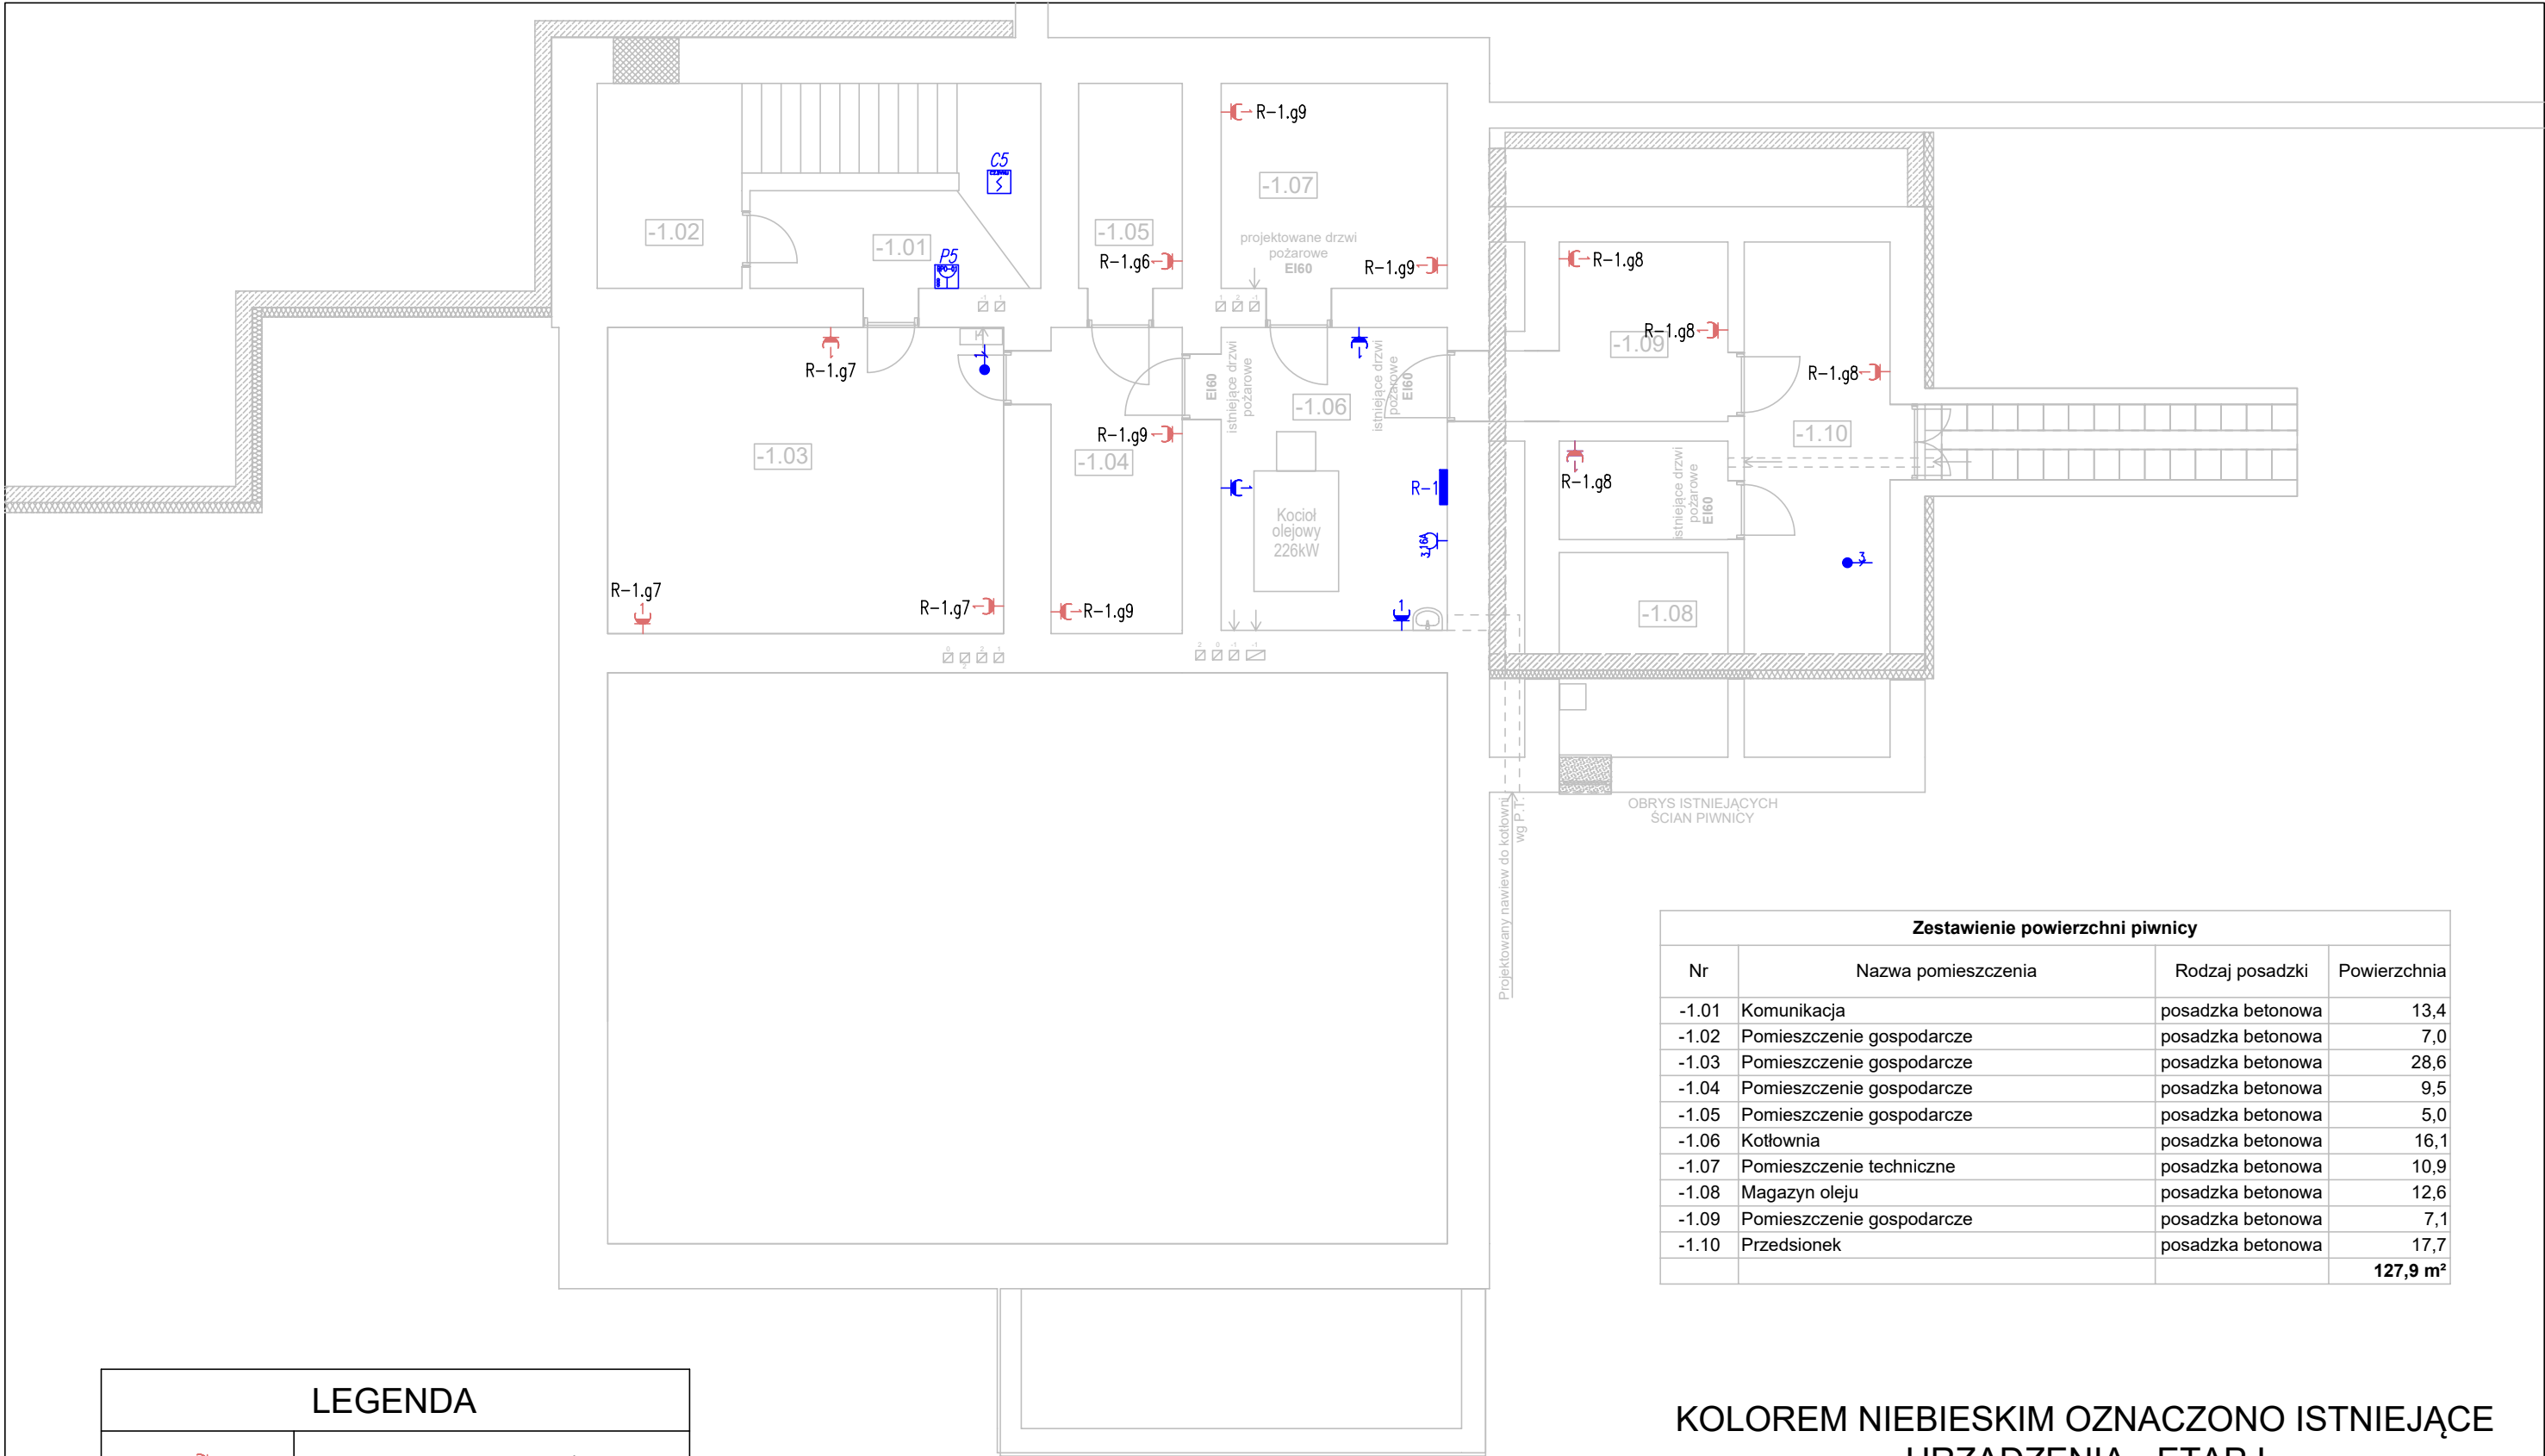 R-1.g9
C5
-1.07
-1.02
-1.01
-1.05
projektowane drzwi
pożarowe
EI60
P5
R-1.g6
R-1.g9
R-1.g8
R-1.g8
-1.09
R-1.g7
1
istniejące drzwi
pożarowe
EI60
istniejące drzwi
pożarowe
EI60
R-1.g8
-1.06
R-1.g9
-1.10
-1.03
-1.04
R-1
R-1.g8
istniejące drzwi
pożarowe
EI60
Kocioł
olejowy
226kW
3,16A
3
R-1.g7
R-1.g7
R-1.g9
1
-1.08
Projektowany nawiew do kotłowni
wg P.T.
OBRYS ISTNIEJĄCYCH
ŚCIAN PIWNICY
Zestawienie powierzchni piwnicy
Nr Nazwa pomieszczenia Rodzaj posadzki Powierzchnia
-1.01 Komunikacja posadzka betonowa 13,4
-1.02 Pomieszczenie gospodarcze posadzka betonowa 7,0
-1.03 Pomieszczenie gospodarcze posadzka betonowa 28,6
-1.04 Pomieszczenie gospodarcze posadzka betonowa 9,5
-1.05 Pomieszczenie gospodarcze posadzka betonowa 5,0
-1.06 Kotłownia posadzka betonowa 16,1
-1.07 Pomieszczenie techniczne posadzka betonowa 10,9
-1.08 Magazyn oleju posadzka betonowa 12,6
-1.09 Pomieszczenie gospodarcze posadzka betonowa 7,1
-1.10 Przedsionek posadzka betonowa 17,7
127,9 m²
LEGENDA
KOLOREM NIEBIESKIM OZNACZONO ISTNIEJĄCE